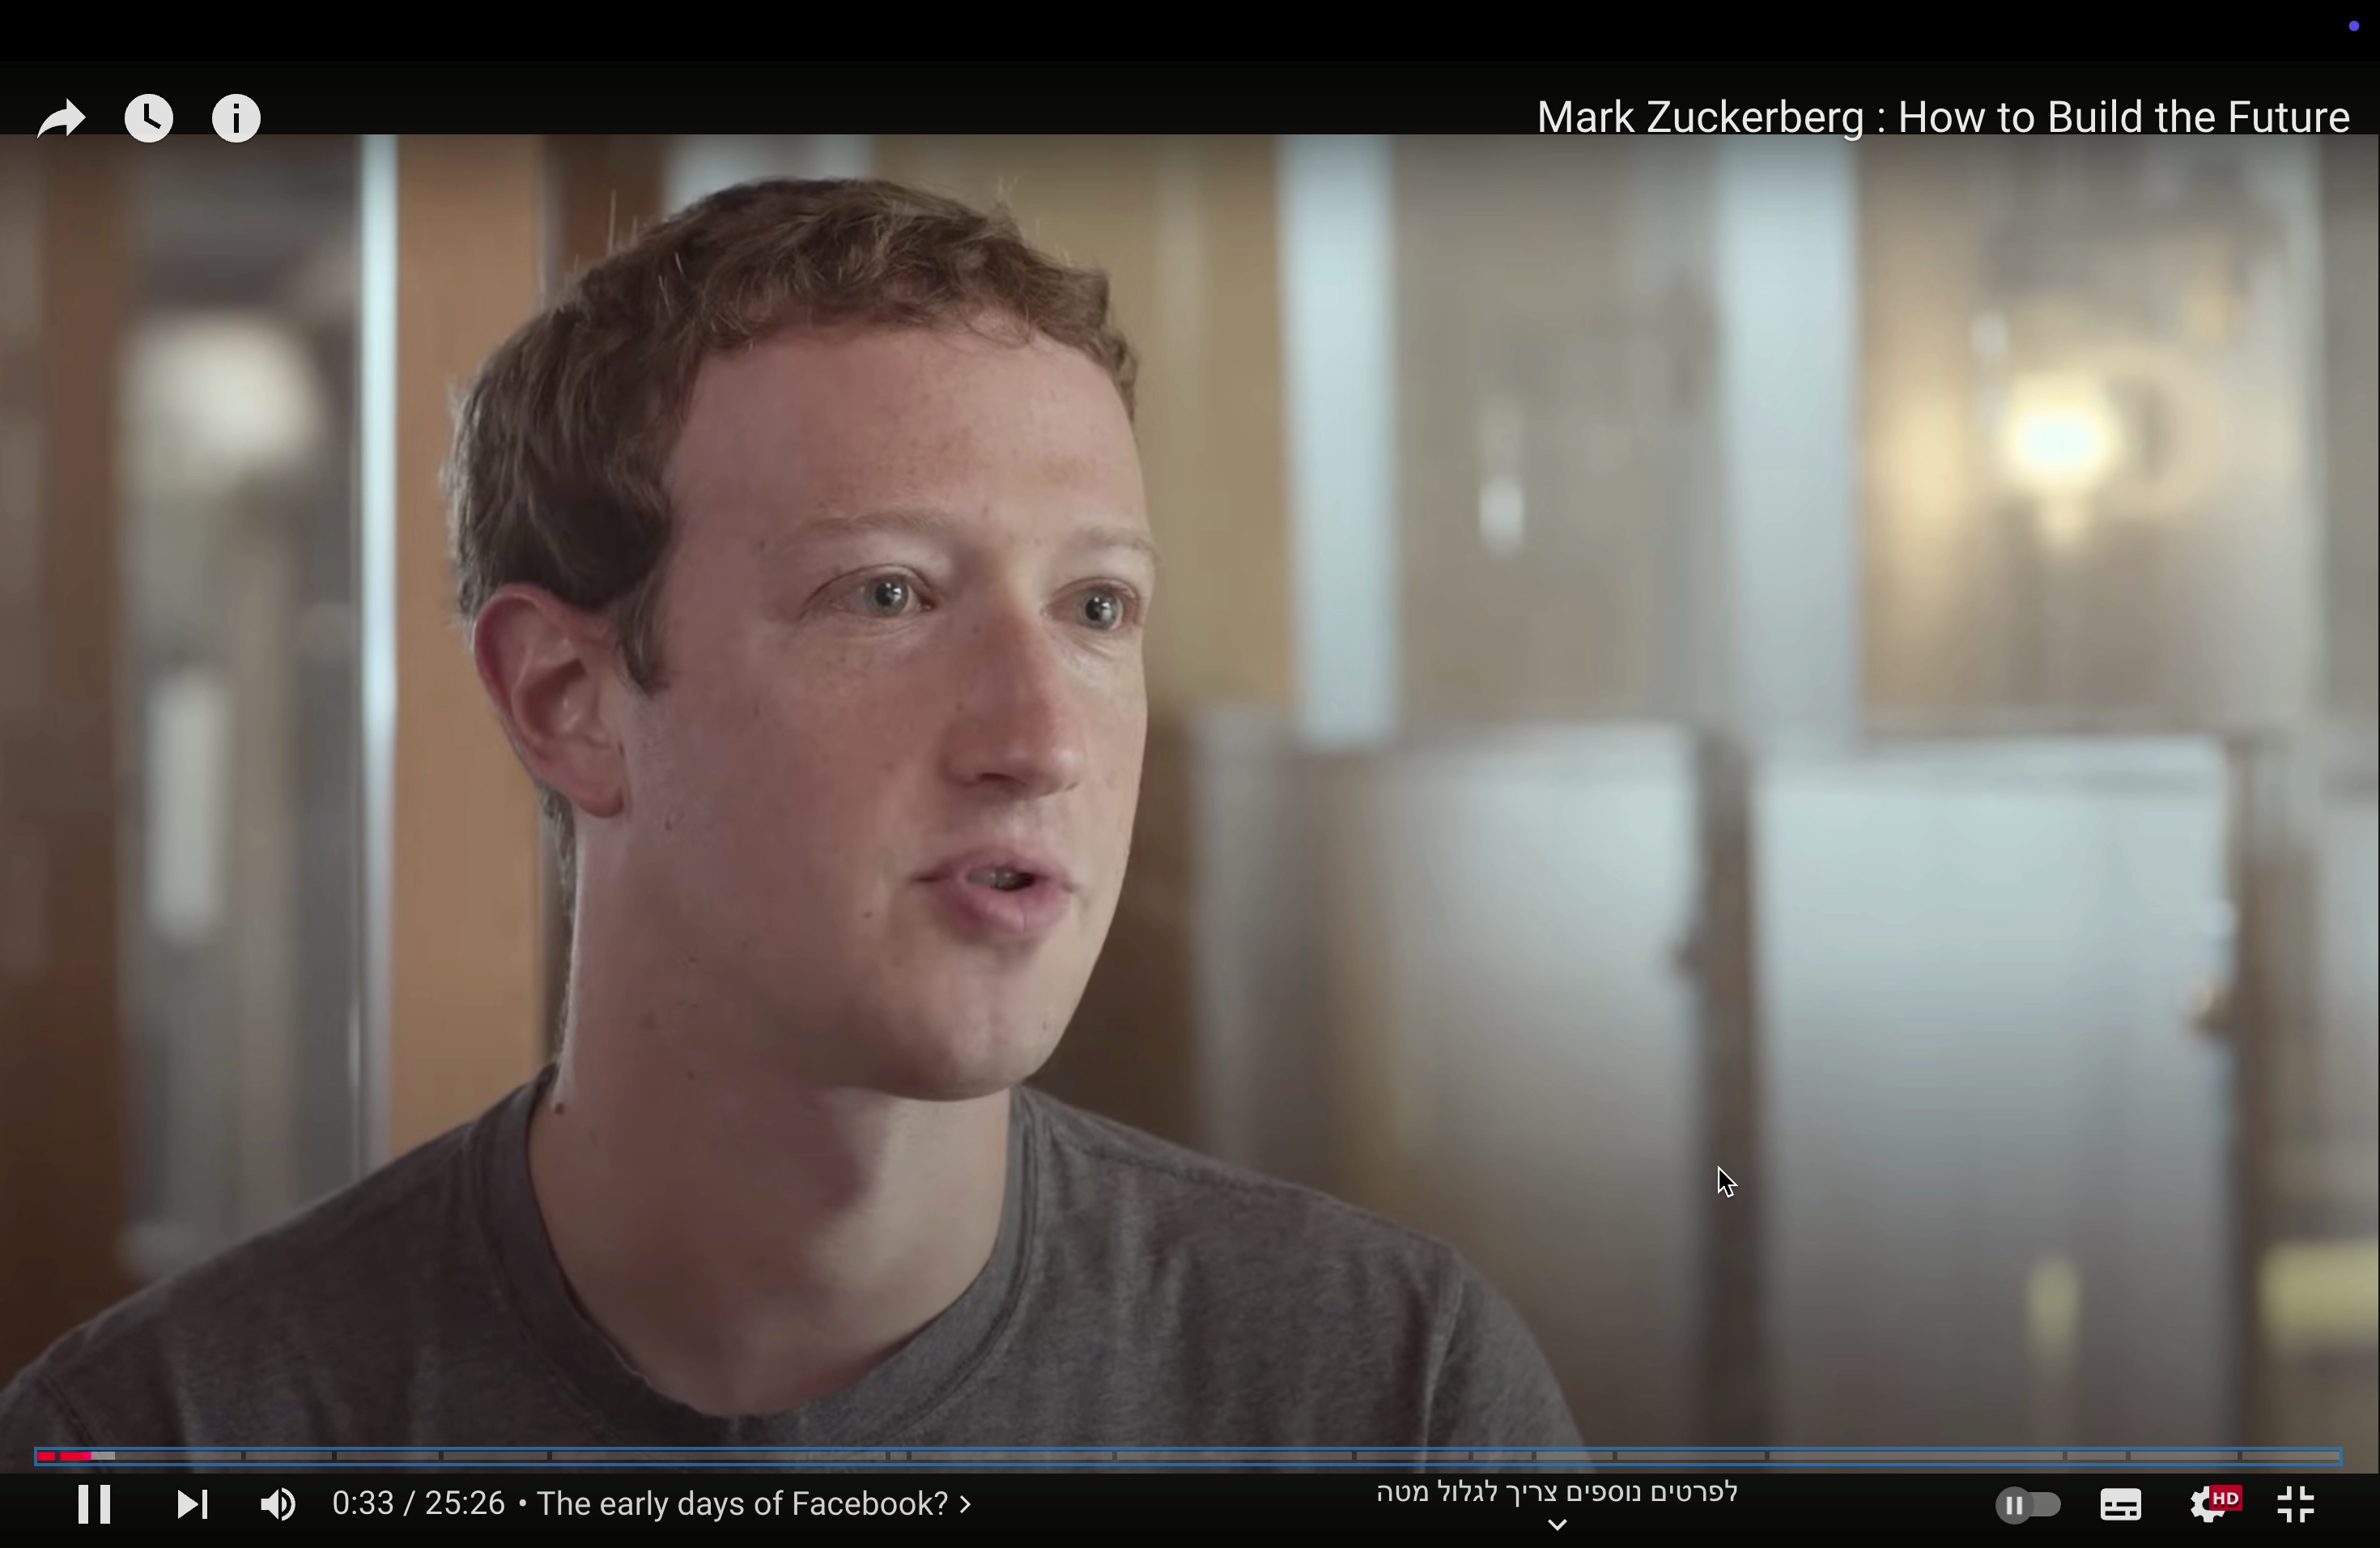 Mark Zuckerberg : How to Build the Future
0:33 / 25:26 • The early days of Facebook?
לפרטים נוספים צריך לגלול מטה
HD